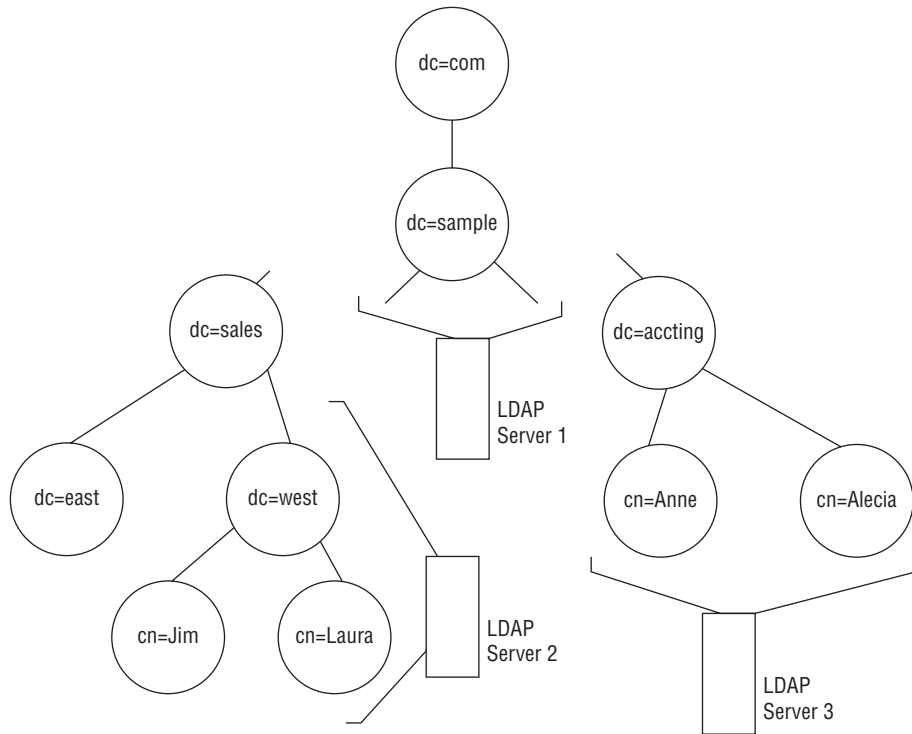 dc=com
dc=sample
dc=sales
dc=accting
LDAP
Server 1
dc=east
dc=west
cn=Anne
cn=Alecia
cn=Jim
cn=Laura
LDAP
Server 2
LDAP
Server 3